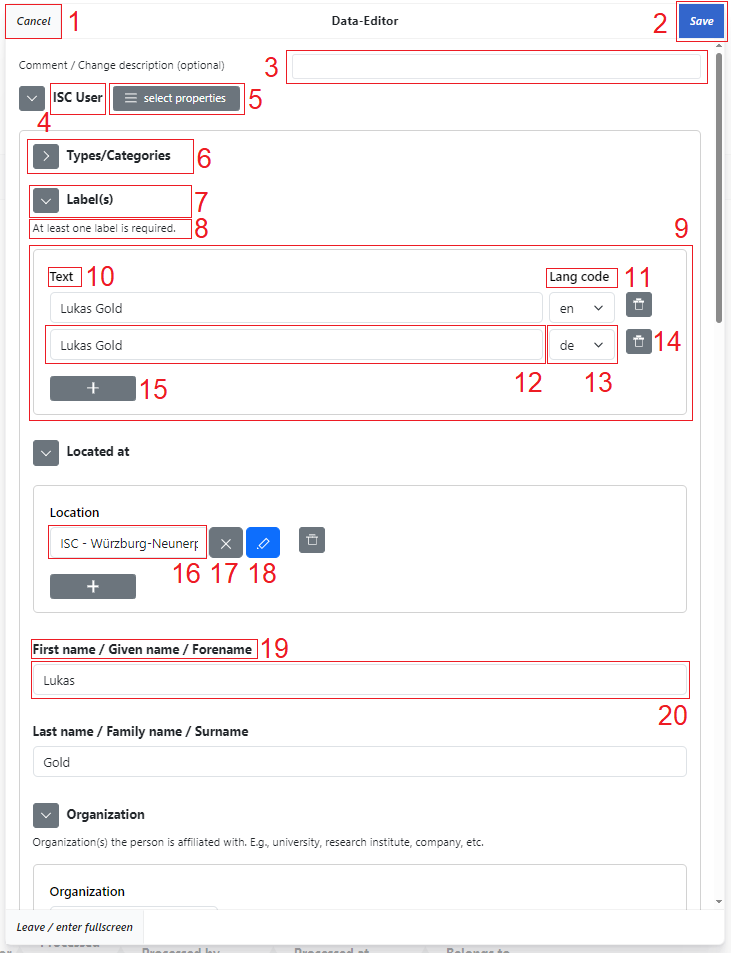 Cancel 1 Data-Editor 2 Save
Comment / Change description (optional) 3
ISC User select properties 5
4
Types/Categories 6
Label(s) 7
At least one label is required. 8
9
Text 10 Lang code 11
Lukas Gold en
Lukas Gold de 14
12 13
+ 15
Located at
Location
ISC - Würzburg-Neunerp
16 17 18
+
First name / Given name / Forename 19
Lukas
20
Last name / Family name / Surname
Gold
Organization
Organization(s) the person is affiliated with. E.g., university, research institute, company, etc.
Organization
Leave / enter fullscreen
Processed Processed by Processed at Belongs to